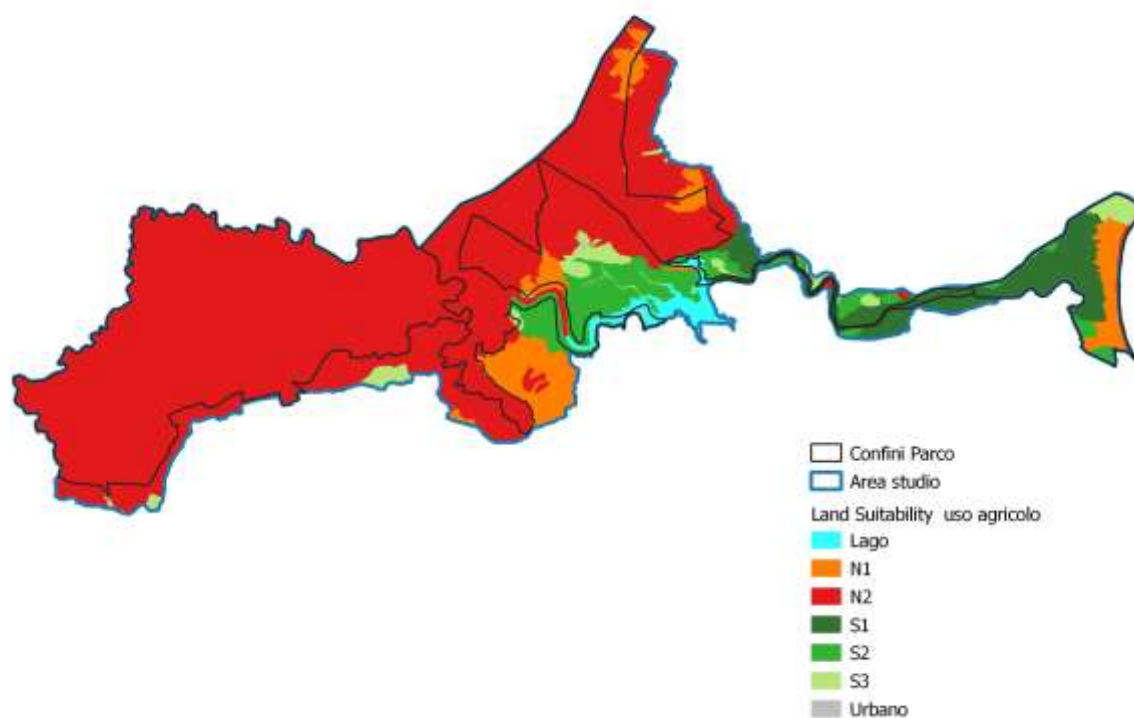 Confini Parco
Area studio
Land Suitability uso agricolo
Lago
N1
N2
S1
S2
S3
Urbano